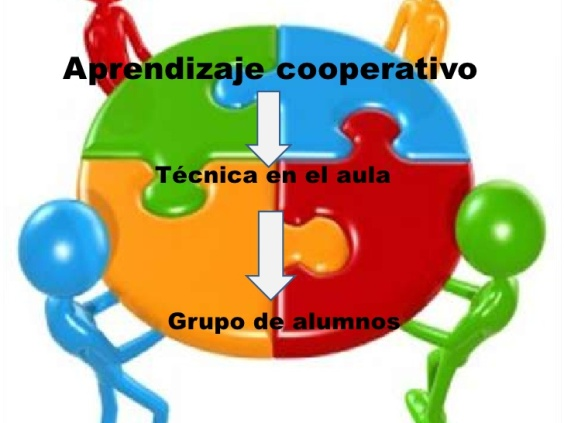 Aprendizaje cooperativo
Técnica en el aula
Grupo de alumnos